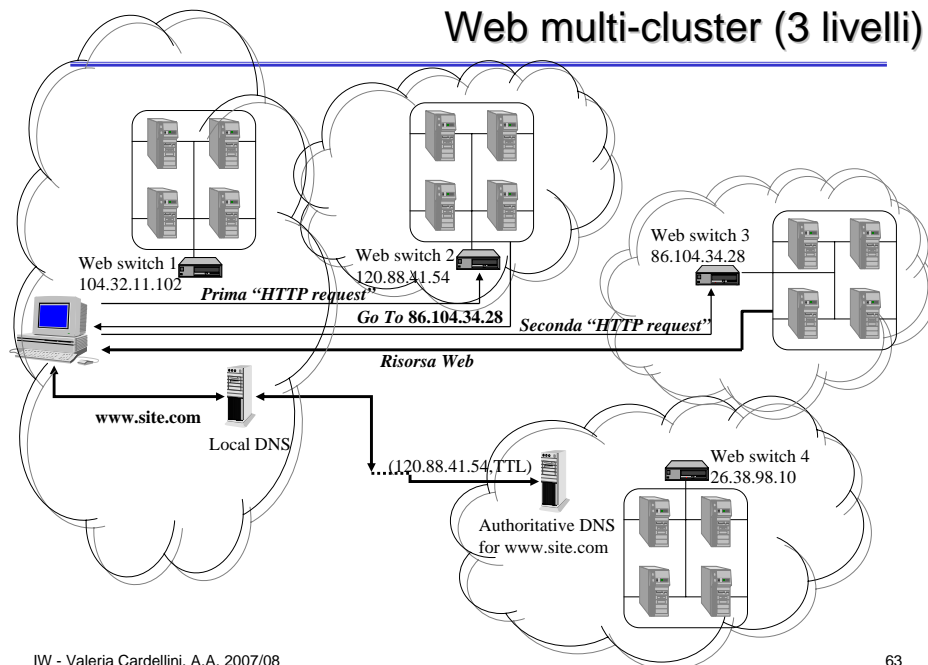 Web multi-cluster (3 livelli)
Web switch 1
104.32.11.102
Web switch 2
120.88.41.54
Web switch 3
86.104.34.28
Prima “HTTP request”
Go To 86.104.34.28
Seconda “HTTP request”
Risorsa Web
www.site.com
Local DNS
(120.88.41.54,TTL)
Authoritative DNS
for www.site.com
Web switch 4
26.38.98.10
IW - Valeria Cardellini, A.A. 2007/08
63